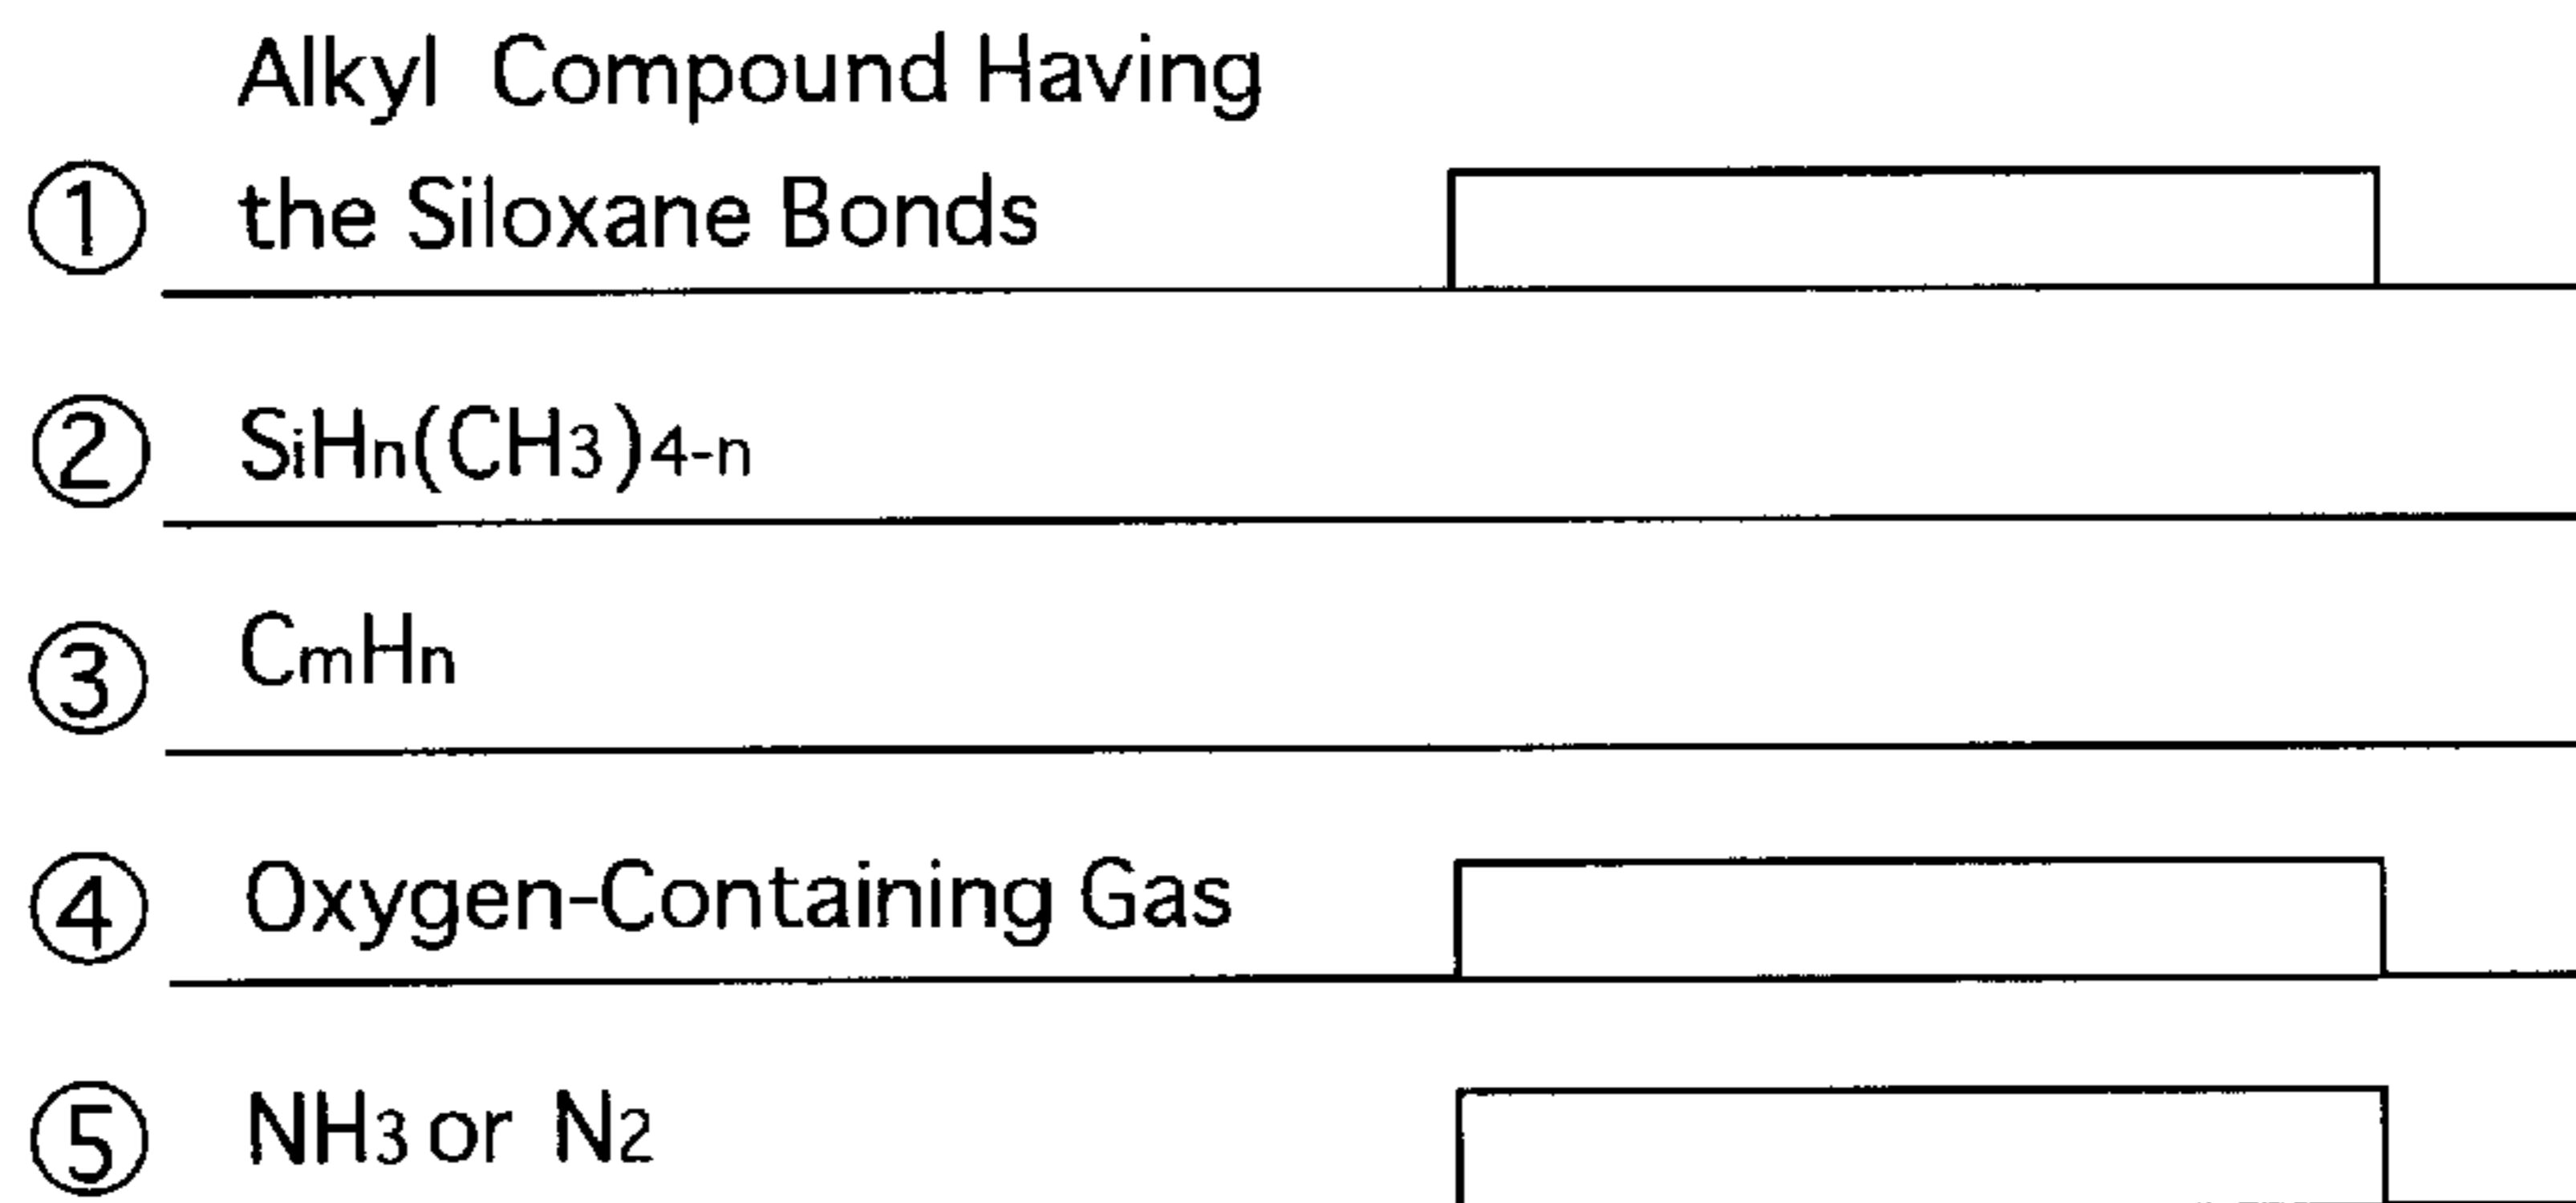 Alkyl Compound Having
① the Siloxane Bonds
② SiHn(CH3)4-n
③ CmHn
④ Oxygen-Containing Gas
⑤ NH3 or N2